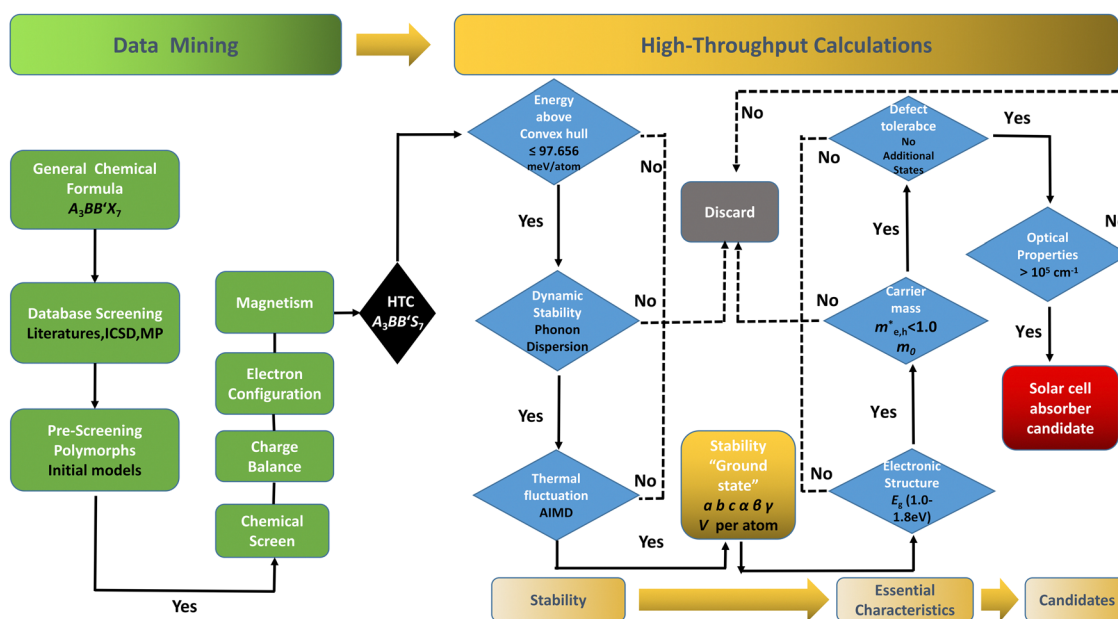 Data Mining
High-Throughput Calculations
General Chemical
Formula
A₃BB'X₇
Database Screening
Literatures,ICSD,MP
Pre-Screening
Polymorphs
Initial models
Yes
Magnetism
Electron
Configuration
Charge
Balance
Chemical
Screen
HTC
A₃BB'S₇
Energy
above
Convex hull
≤ 97.656
meV/atom
No
Yes
Dynamic
Stability
Phonon
Dispersion
No
Yes
Thermal
fluctuation
AIMD
No
Yes
Discard
No
Stability
"Ground
state"
a b c α β γ
V per atom
Defect
tolerabce
No
Additional
States
No
Yes
Yes
Carrier
mass
m*e,h<1.0
m₀
No
Yes
Electronic
Structure
Eg (1.0-
1.8eV)
No
Optical
Properties
> 10⁵ cm⁻¹
Yes
Solar cell
absorber
candidate
Stability
Essential
Characteristics
Candidates